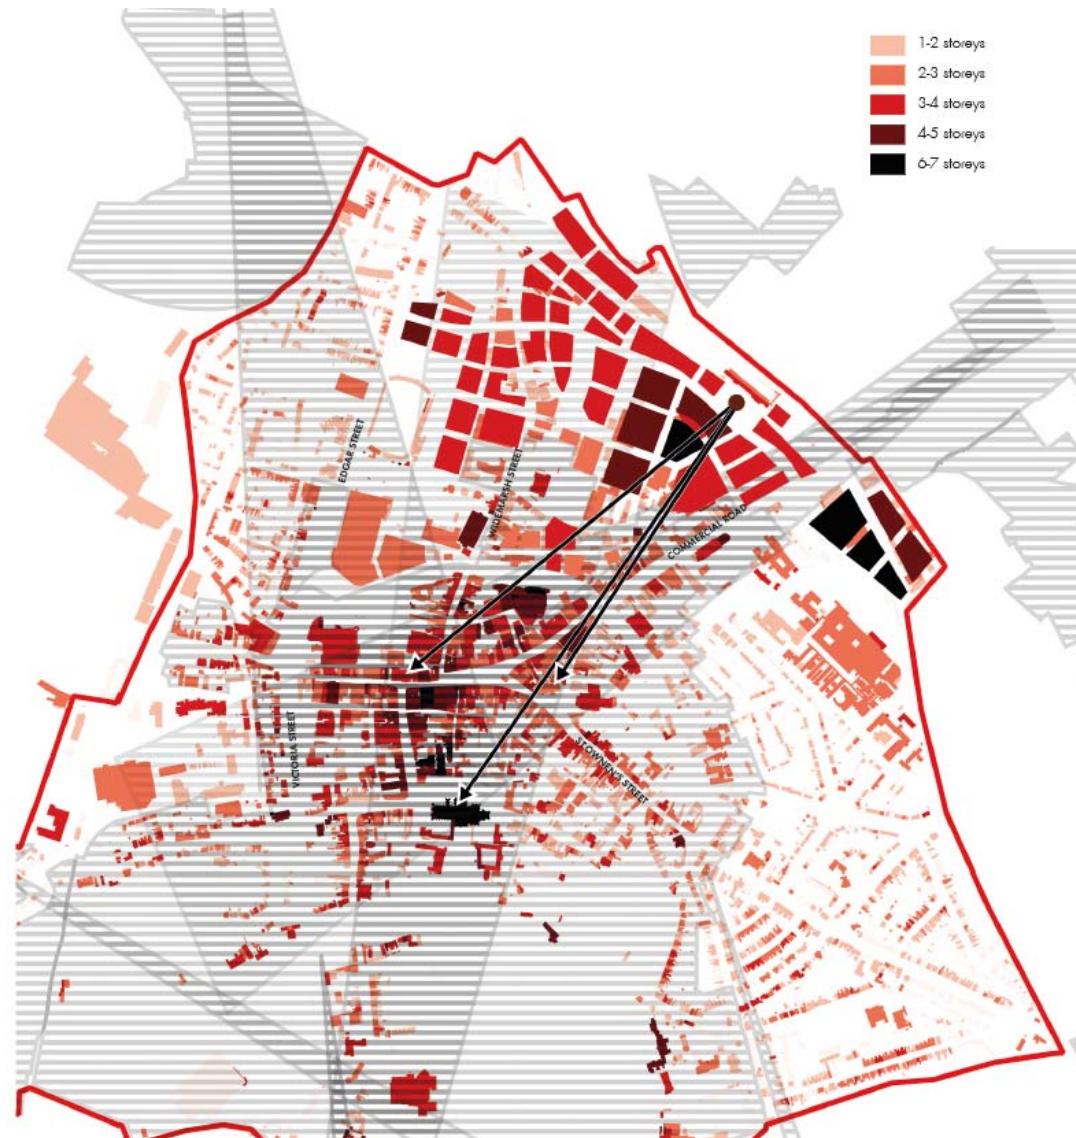 1-2 storeys
2-3 storeys
3-4 storeys
4-5 storeys
6-7 storeys
EDGAR STREET
WIDEMARSH STREET
COMMERCIAL ROAD
VICTORIA STREET
ST.OWNEN'S STREET